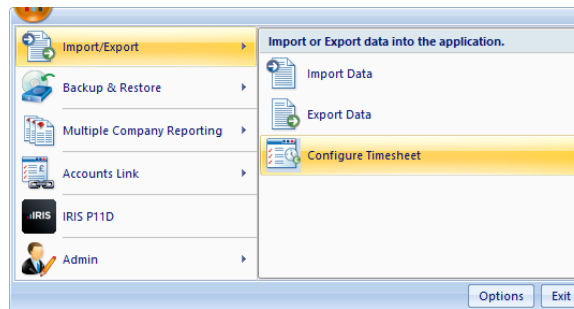 Import/Export
Backup & Restore
Multiple Company Reporting
Accounts Link
IRIS
IRIS P11D
Admin
Import or Export data into the application.
Import Data
Export Data
Configure Timesheet
Options
Exit